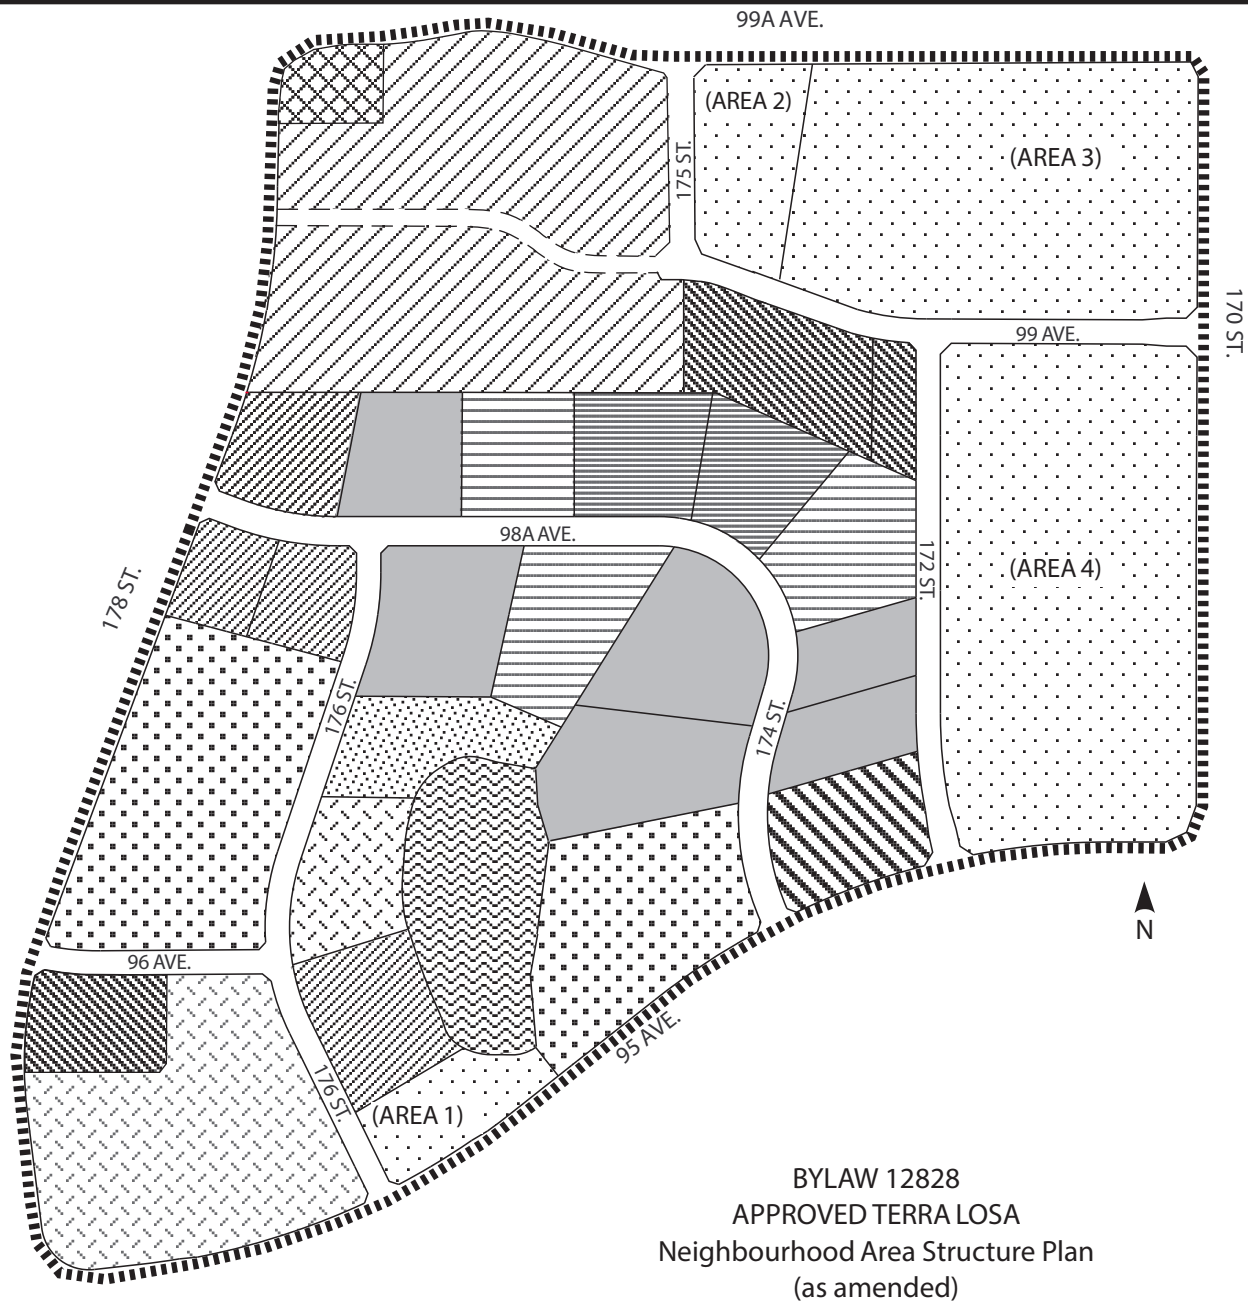 99A AVE.
(AREA 2)
(AREA 3)
175 ST.
170 ST.
99 AVE.
98A AVE.
172 ST.
(AREA 4)
178 ST.
176 ST.
174 ST.
N
96 AVE.
95 AVE.
176 ST.
(AREA 1)
BYLAW 12828
APPROVED TERRA LOSA
Neighbourhood Area Structure Plan
(as amended)